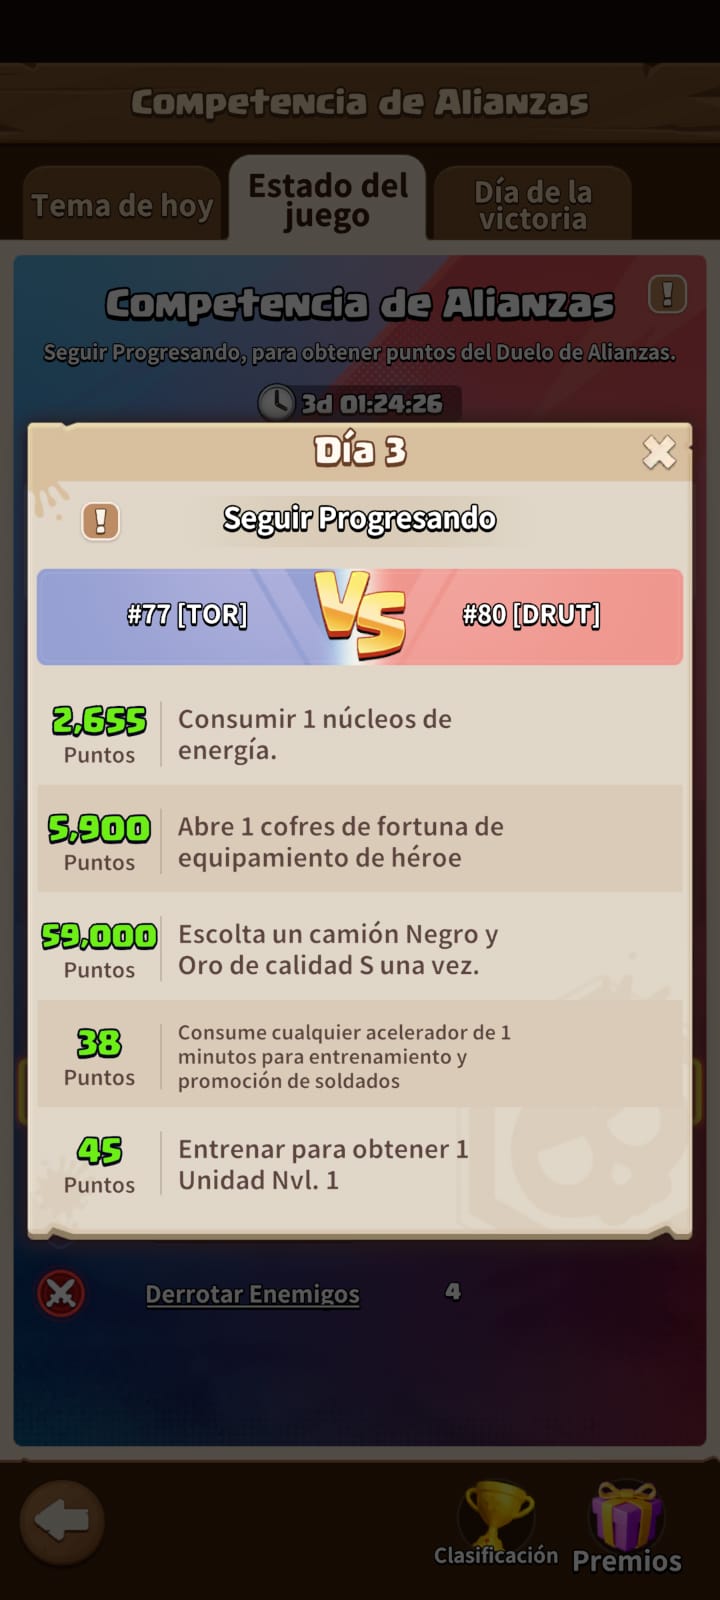 Competencia de Alianzas
Tema de hoy
Estado del
juego
Día de la
victoria
Competencia de Alianzas
!
Seguir Progresando, para obtener puntos del Duelo de Alianzas.
3d 01:24:26
Día 3
!
Seguir Progresando
#77 [TOR]
VS
#80 [DRUT]
2,655
Puntos
Consumir 1 núcleos de
energía.
5,900
Puntos
Abre 1 cofres de fortuna de
equipamiento de héroe
59,000
Puntos
Escolta un camión Negro y
Oro de calidad S una vez.
38
Puntos
Consume cualquier acelerador de 1
minutos para entrenamiento y
promoción de soldados
45
Puntos
Entrenar para obtener 1
Unidad Nvl. 1
Derrotar Enemigos
4
Clasificación
Premios